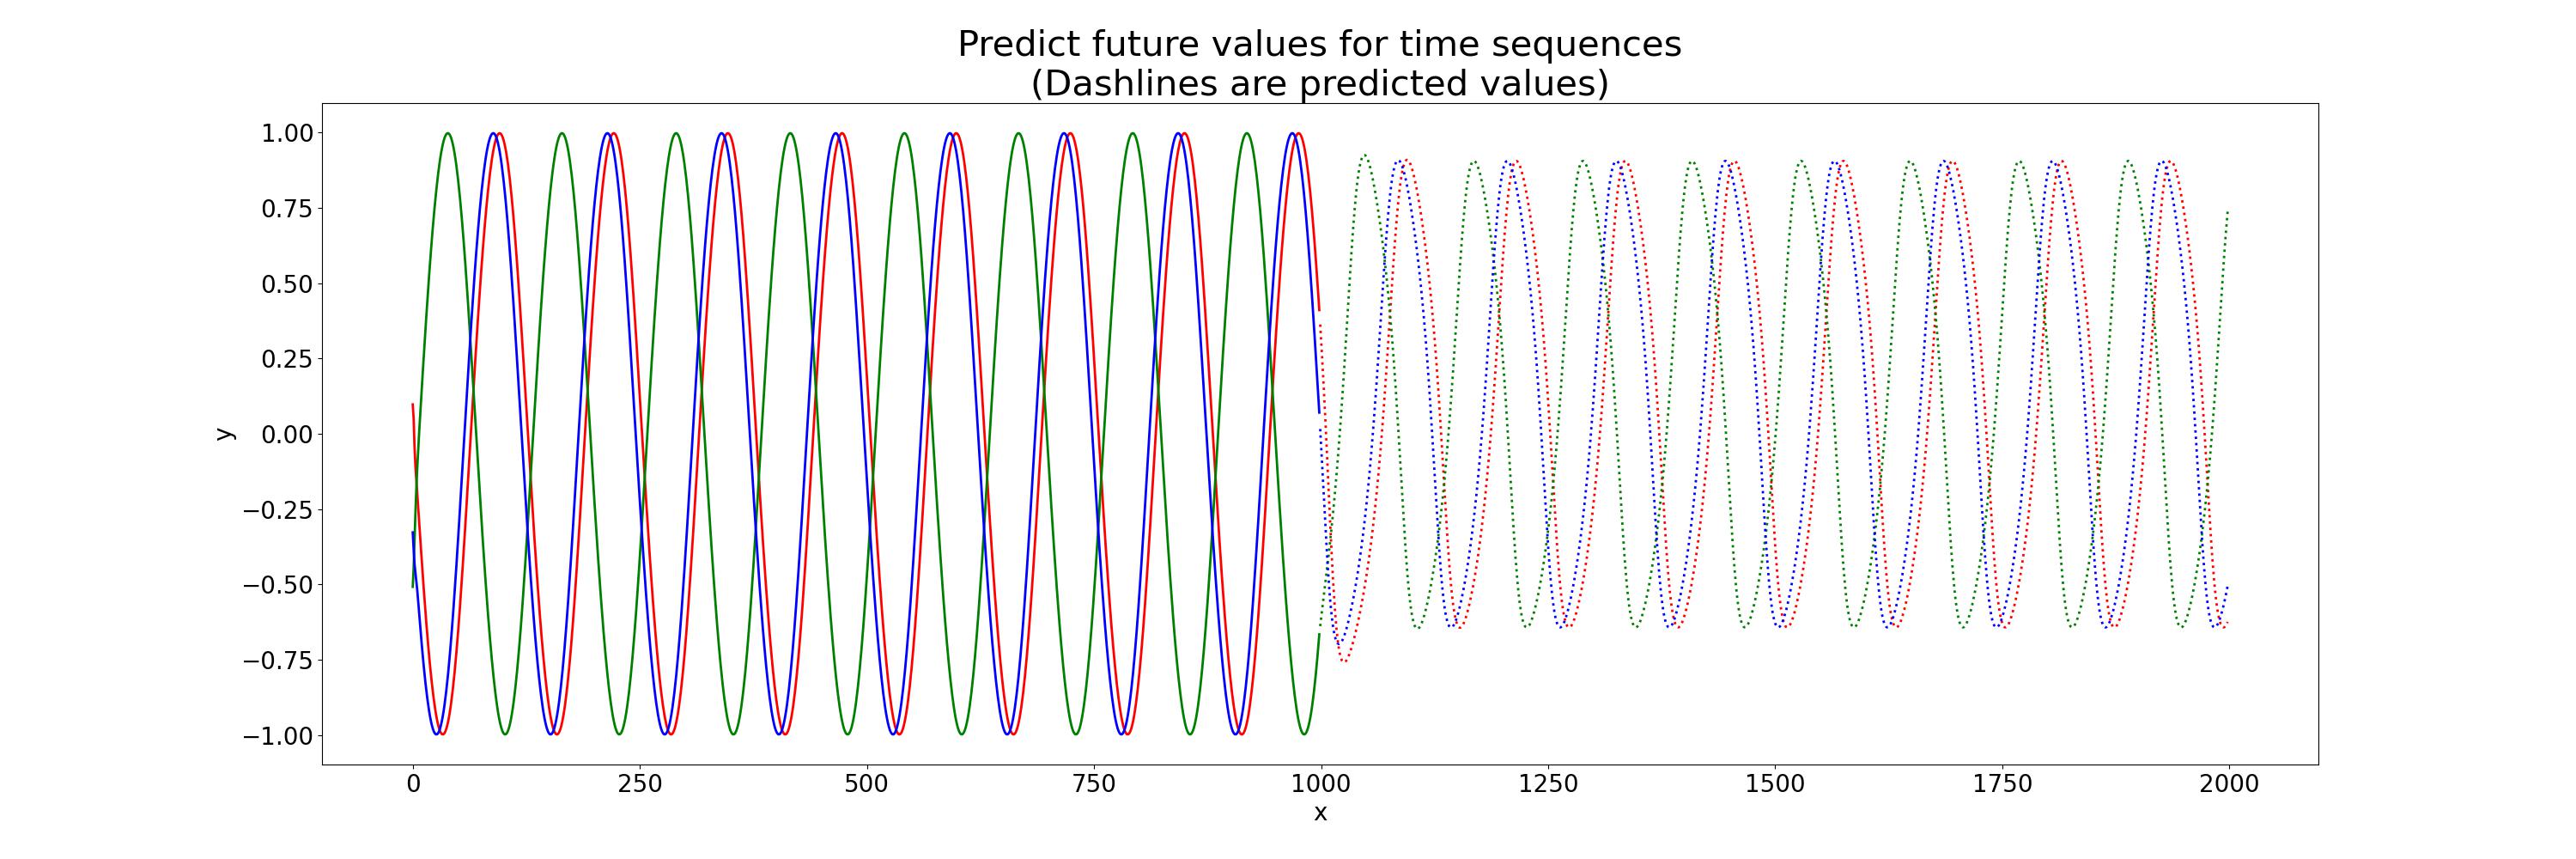 Predict future values for time sequences
(Dashlines are predicted values)
1.00
0.75
0.50
0.25
0.00
−0.25
−0.50
−0.75
−1.00
y
0 250 500 750 1000 1250 1500 1750 2000
x